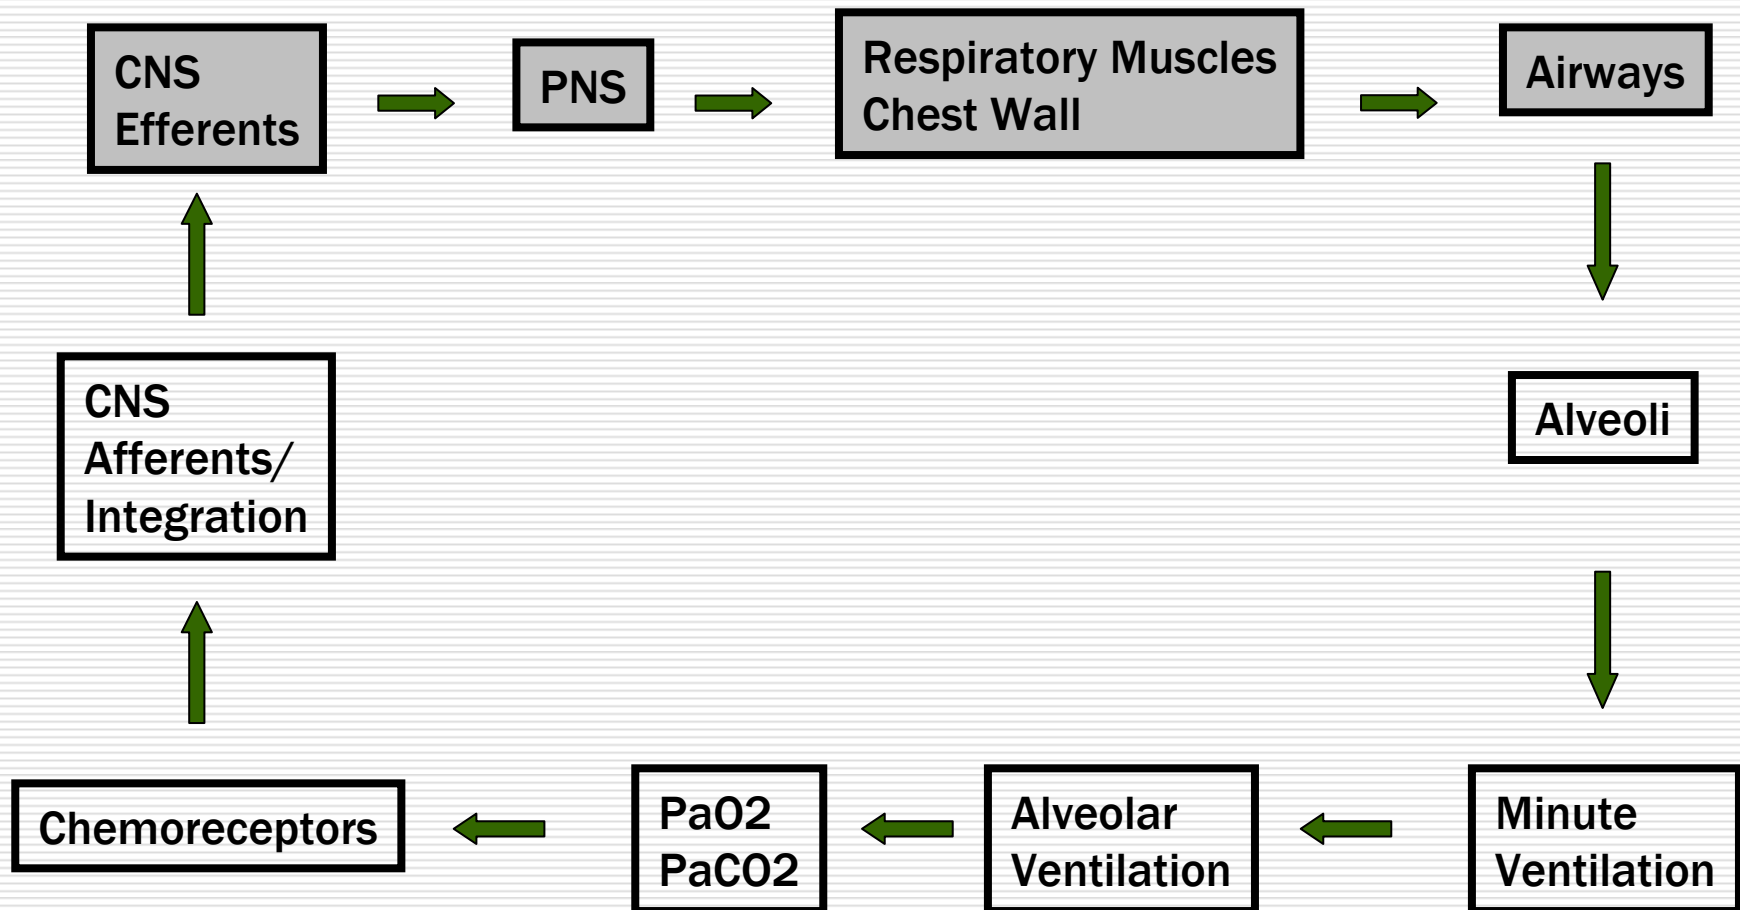 CNS
Efferents
PNS
Respiratory Muscles
Chest Wall
Airways
CNS
Afferents/
Integration
Alveoli
Chemoreceptors
PaO2
PaCO2
Alveolar
Ventilation
Minute
Ventilation